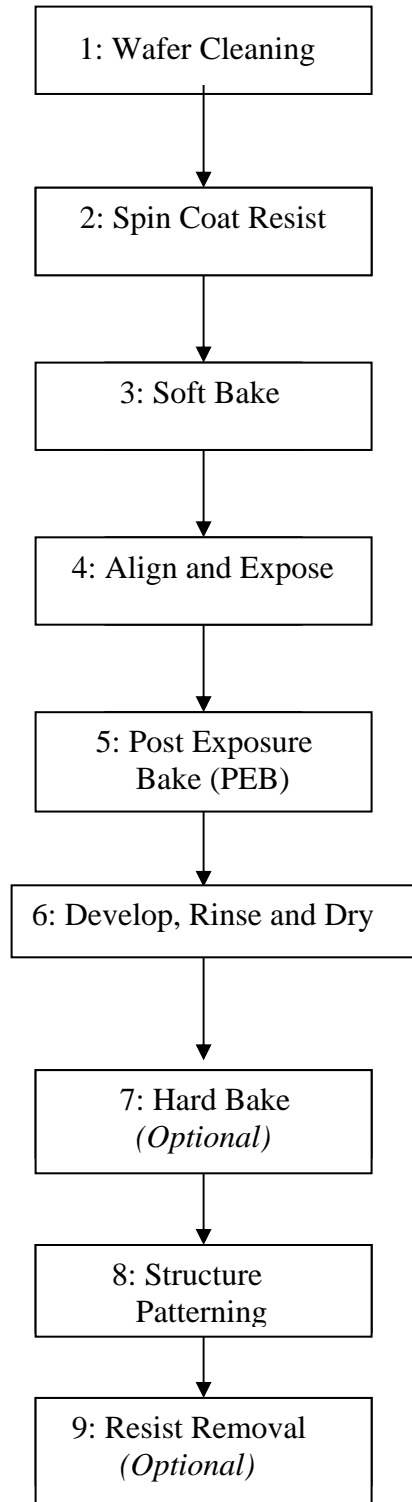 1: Wafer Cleaning
2: Spin Coat Resist
3: Soft Bake
4: Align and Expose
5: Post Exposure
Bake (PEB)
6: Develop, Rinse and Dry
7: Hard Bake
(Optional)
8: Structure
Patterning
9: Resist Removal
(Optional)